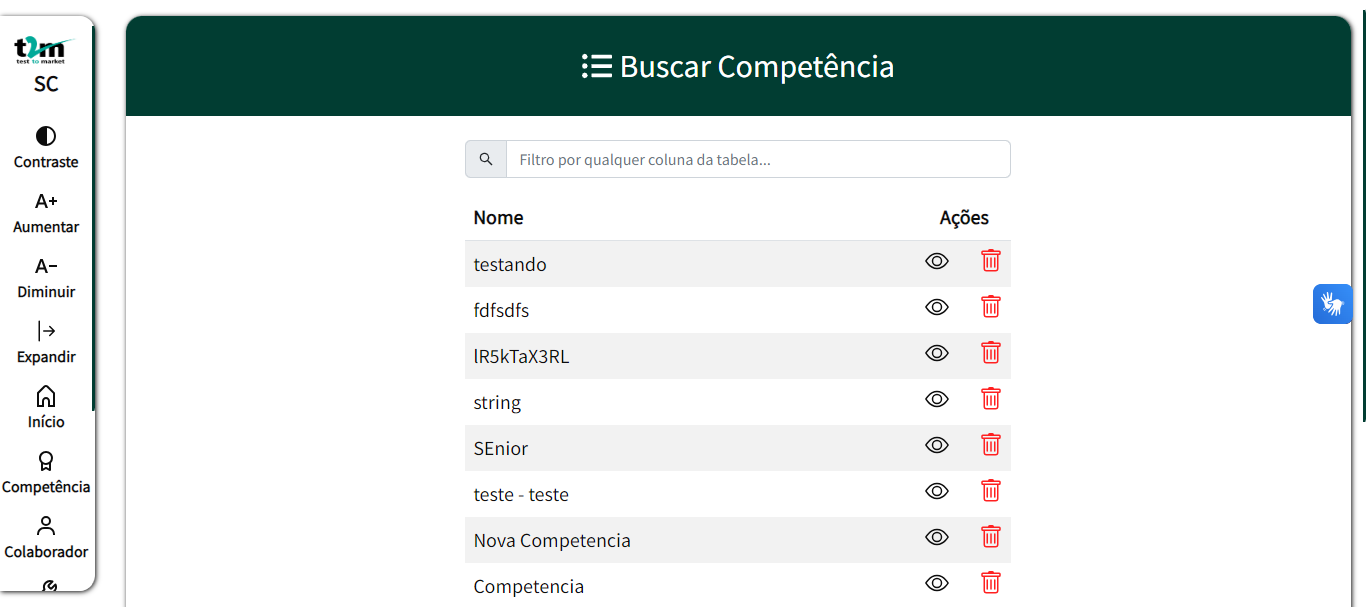 t2m
test to market
SC
Contraste
A+
Aumentar
A-
Diminuir
Expandir
Início
Competência
Colaborador
Buscar Competência
Filtro por qualquer coluna da tabela...
Nome Ações
testando
fdfsdfs
lR5kTaX3RL
string
SEnior
teste - teste
Nova Competencia
Competencia